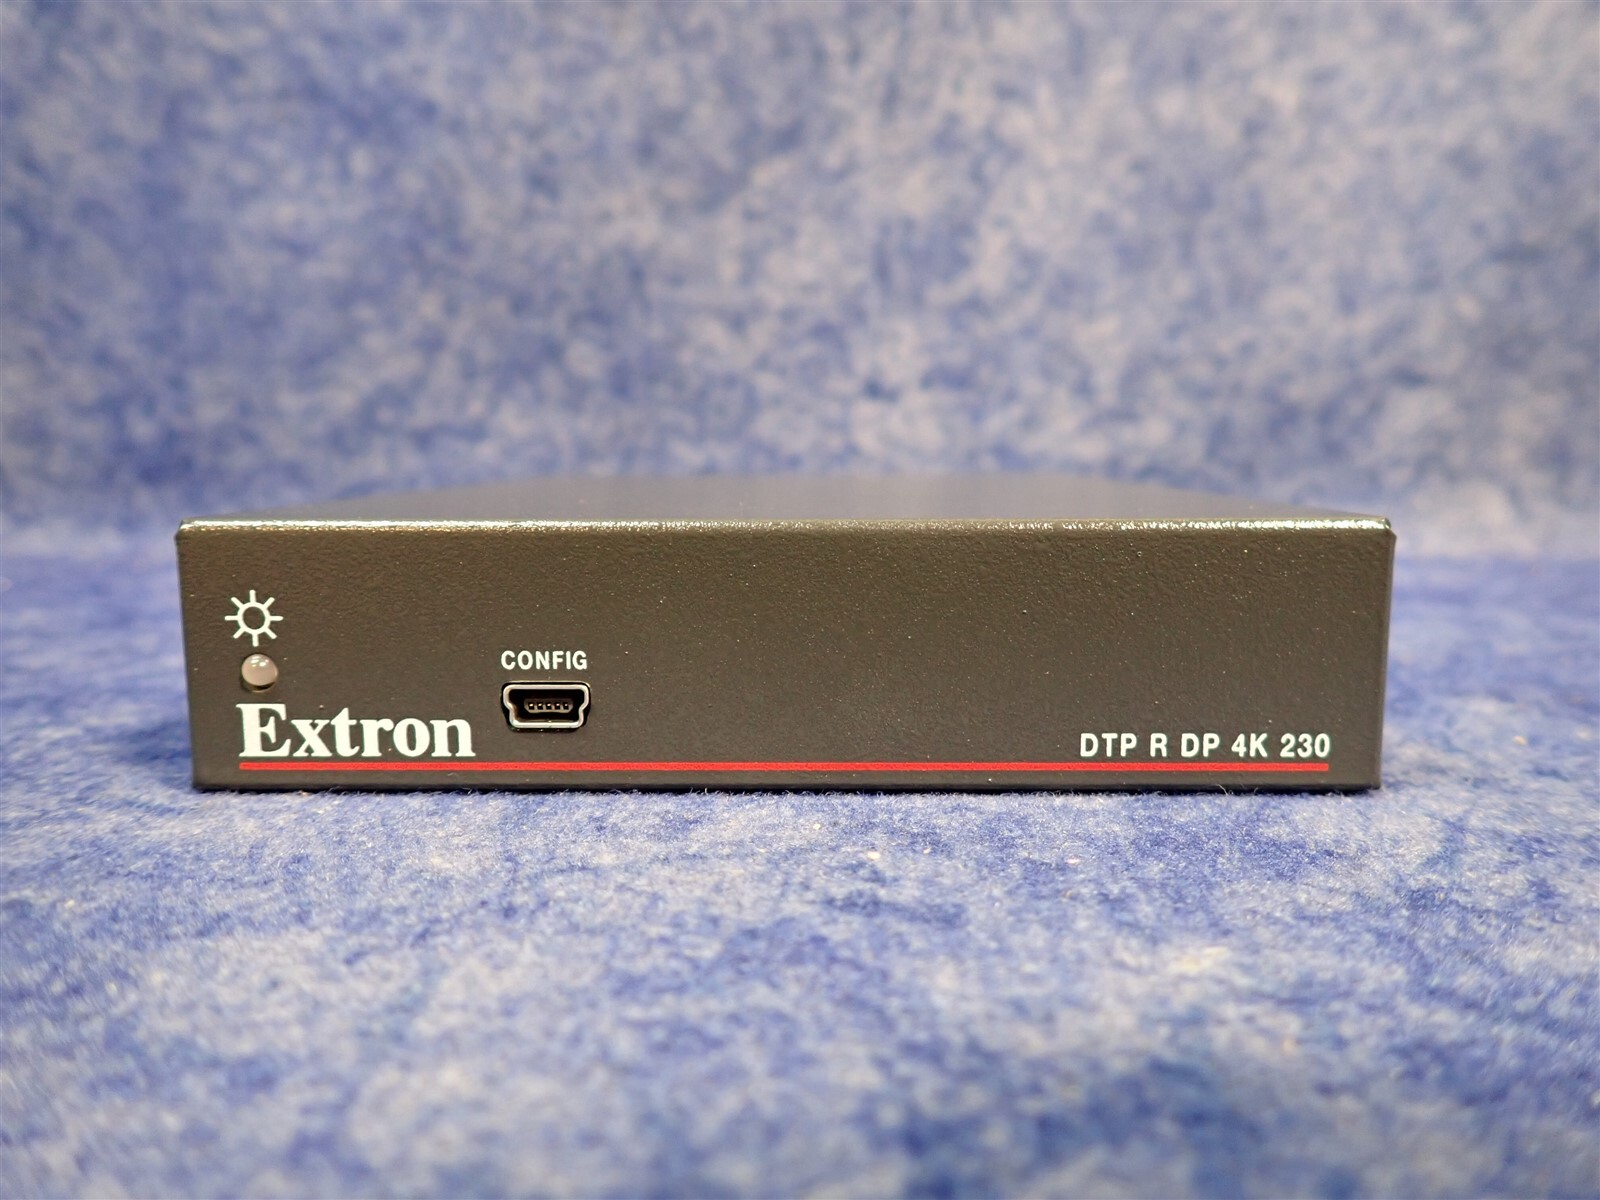 CONFIG
Extron
DTP R DP 4K 230